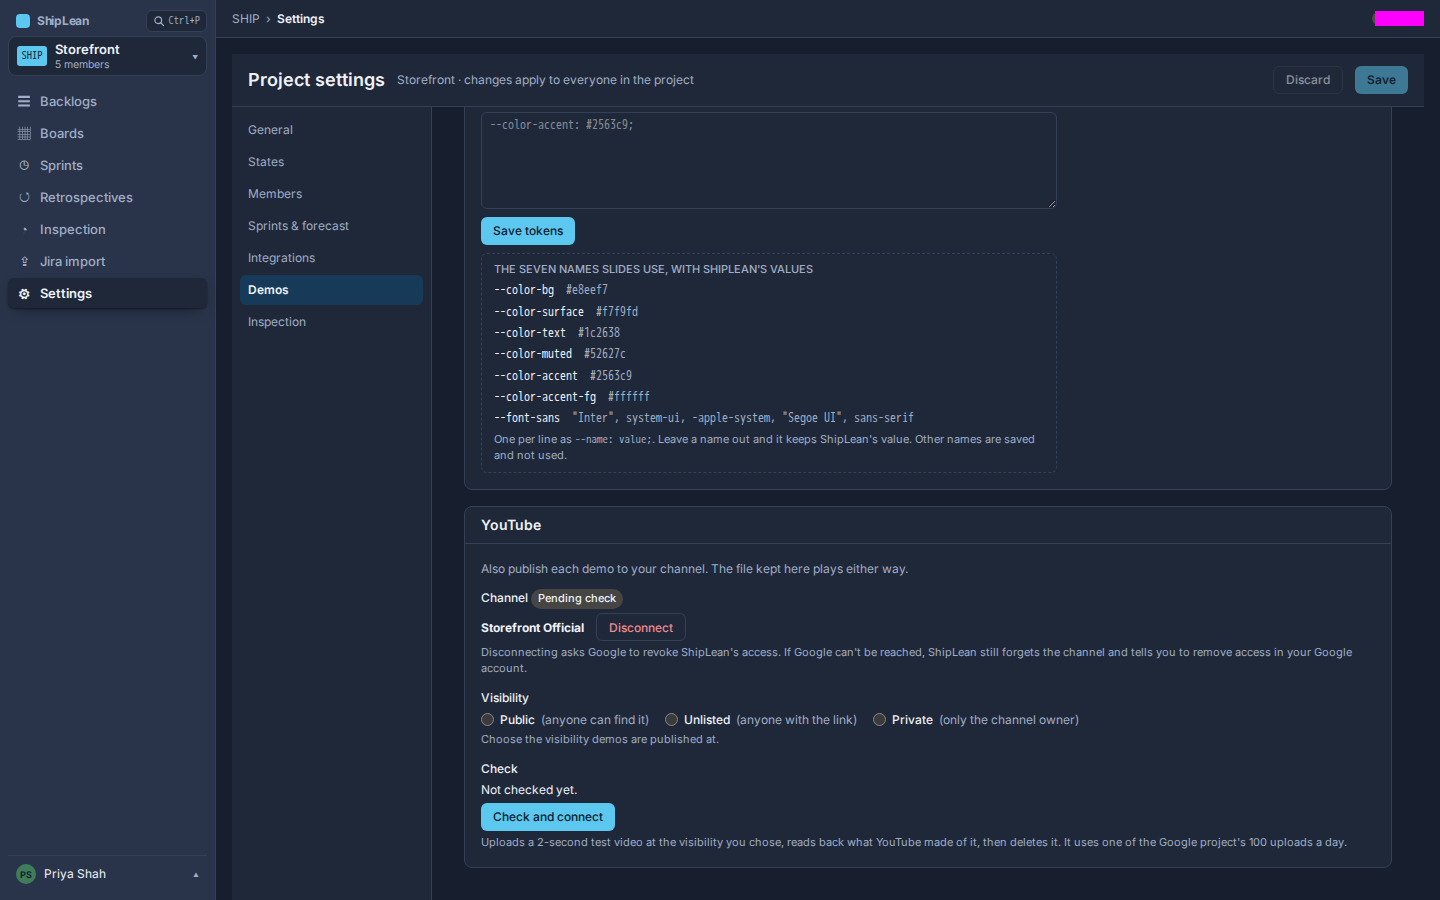 ShipLean
Ctrl+P
SHIP
Storefront
5 members
Backlogs
Boards
Sprints
Retrospectives
Inspection
Jira import
Settings
PS
Priya Shah
SHIP › Settings
Project settings
Storefront · changes apply to everyone in the project
Discard
Save
General
States
Members
Sprints & forecast
Integrations
Demos
Inspection
--color-accent: #2563c9;
Save tokens
THE SEVEN NAMES SLIDES USE, WITH SHIPLEAN'S VALUES
--color-bg #e8eef7
--color-surface #f7f9fd
--color-text #1c2638
--color-muted #52627c
--color-accent #2563c9
--color-accent-fg #ffffff
--font-sans "Inter", system-ui, -apple-system, "Segoe UI", sans-serif
One per line as --name: value;. Leave a name out and it keeps ShipLean's value. Other names are saved
and not used.
YouTube
Also publish each demo to your channel. The file kept here plays either way.
Channel Pending check
Storefront Official Disconnect
Disconnecting asks Google to revoke ShipLean's access. If Google can't be reached, ShipLean still forgets the channel and tells you to remove access in your Google
account.
Visibility
Public (anyone can find it) Unlisted (anyone with the link) Private (only the channel owner)
Choose the visibility demos are published at.
Check
Not checked yet.
Check and connect
Uploads a 2-second test video at the visibility you chose, reads back what YouTube made of it, then deletes it. It uses one of the Google project's 100 uploads a day.